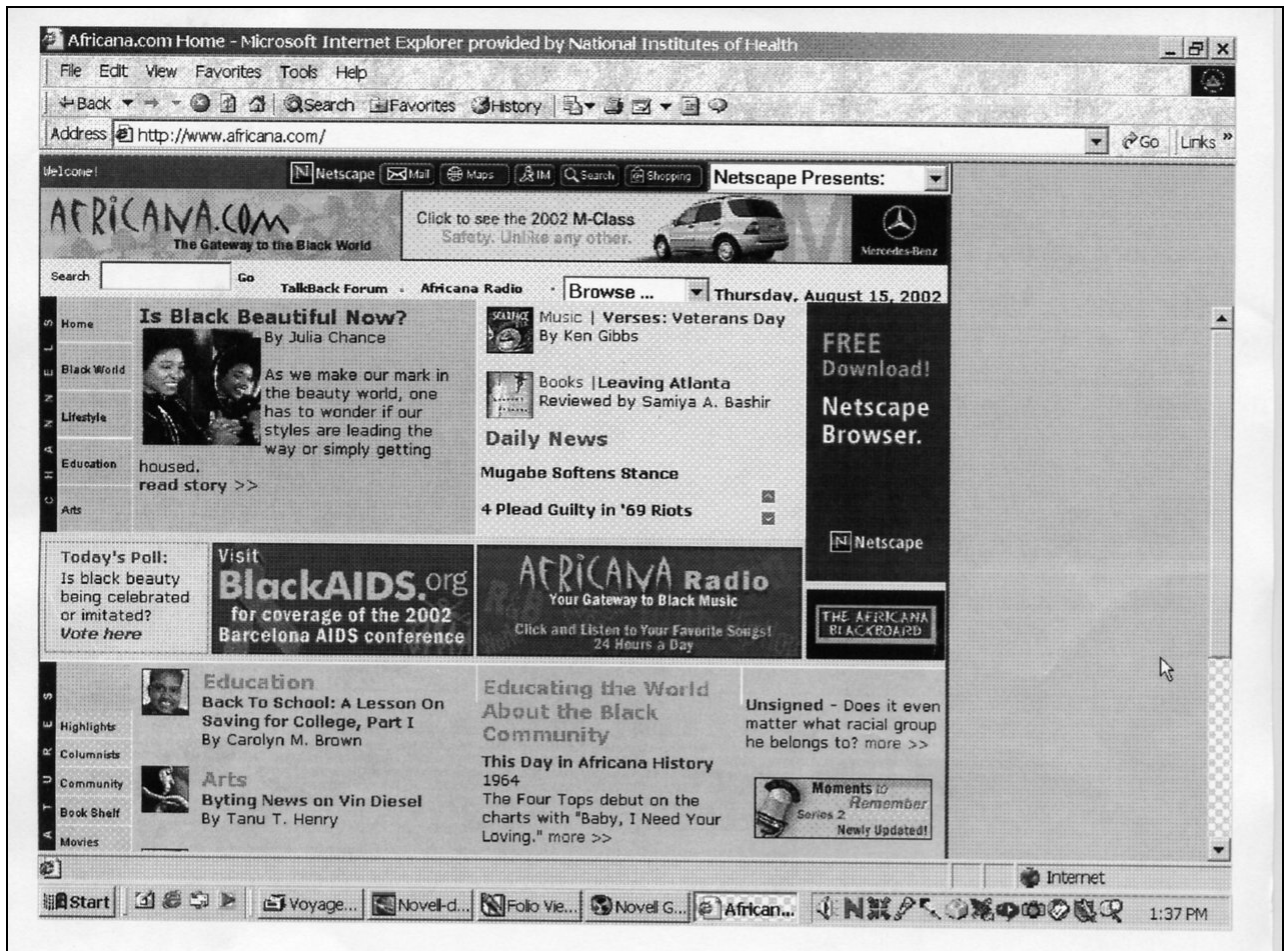 Africana.com Home - Microsoft Internet Explorer provided by National Institutes of Health
File Edit View Favorites Tools Help
Back Search Favorites History
Address http://www.africana.com/ Go Links »
Welcome! N Netscape Mail Maps IM Search Shopping Netscape Presents:
AFRICANA.COM
The Gateway to the Black World
Click to see the 2002 M-Class
Safety. Unlike any other.
Mercedes-Benz
Search Go TalkBack Forum Africana Radio Browse ... Thursday, August 15, 2002
CHANNELS
Home
Black World
Lifestyle
Education
Arts
Is Black Beautiful Now?
By Julia Chance
As we make our mark in
the beauty world, one
has to wonder if our
styles are leading the
way or simply getting
housed.
read story >>
SCARFACE
Music | Verses: Veterans Day
By Ken Gibbs
Books |Leaving Atlanta
Reviewed by Samiya A. Bashir
Daily News
Mugabe Softens Stance
4 Plead Guilty in '69 Riots
FREE
Download!
Netscape
Browser.
N Netscape
Today's Poll:
Is black beauty
being celebrated
or imitated?
Vote here
Visit
BlackAIDS.org
for coverage of the 2002
Barcelona AIDS conference
AFRICANA Radio
Your Gateway to Black Music
Click and Listen to Your Favorite Songs!
24 Hours a Day
THE AFRICANA
BLACKBOARD
ATURES
Highlights
Columnists
Community
Book Shelf
Movies
Education
Back To School: A Lesson On
Saving for College, Part I
By Carolyn M. Brown
Arts
Byting News on Vin Diesel
By Tanu T. Henry
Educating the World
About the Black
Community
This Day in Africana History
1964
The Four Tops debut on the
charts with "Baby, I Need Your
Loving." more >>
Unsigned - Does it even
matter what racial group
he belongs to? more >>
Moments to
Remember
Series 2
Newly Updated!
Internet
Start Voyage... Novell-d... Folio Vie... Novell G... African... 1:37 PM